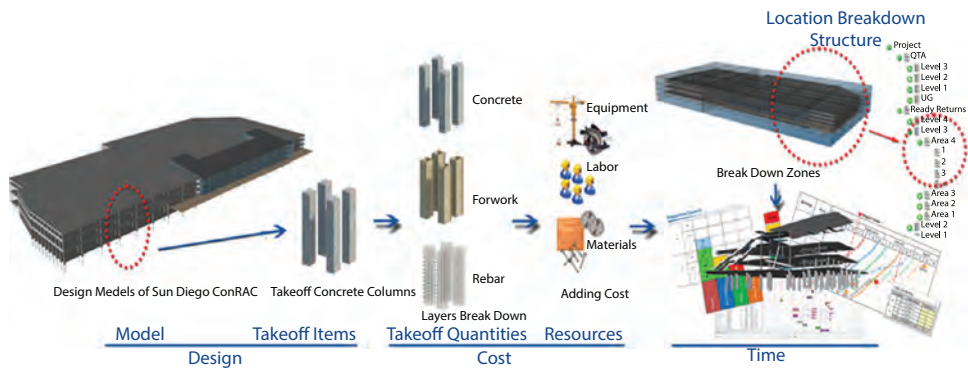 Location Breakdown
Structure
Project
QTA
Level 3
Level 2
Level 1
UG
Ready Returns
Level 4
Level 3
Area 4
1
2
3
Area 3
Area 2
Area 1
Level 2
Level 1
Concrete
Forwork
Rebar
Layers Break Down
Equipment
Labor
Materials
Adding Cost
Break Down Zones
Design Medels of Sun Diego ConRAC
Takeoff Concrete Columns
Model
Takeoff Items
Takeoff Quantities
Resources
Design
Cost
Time